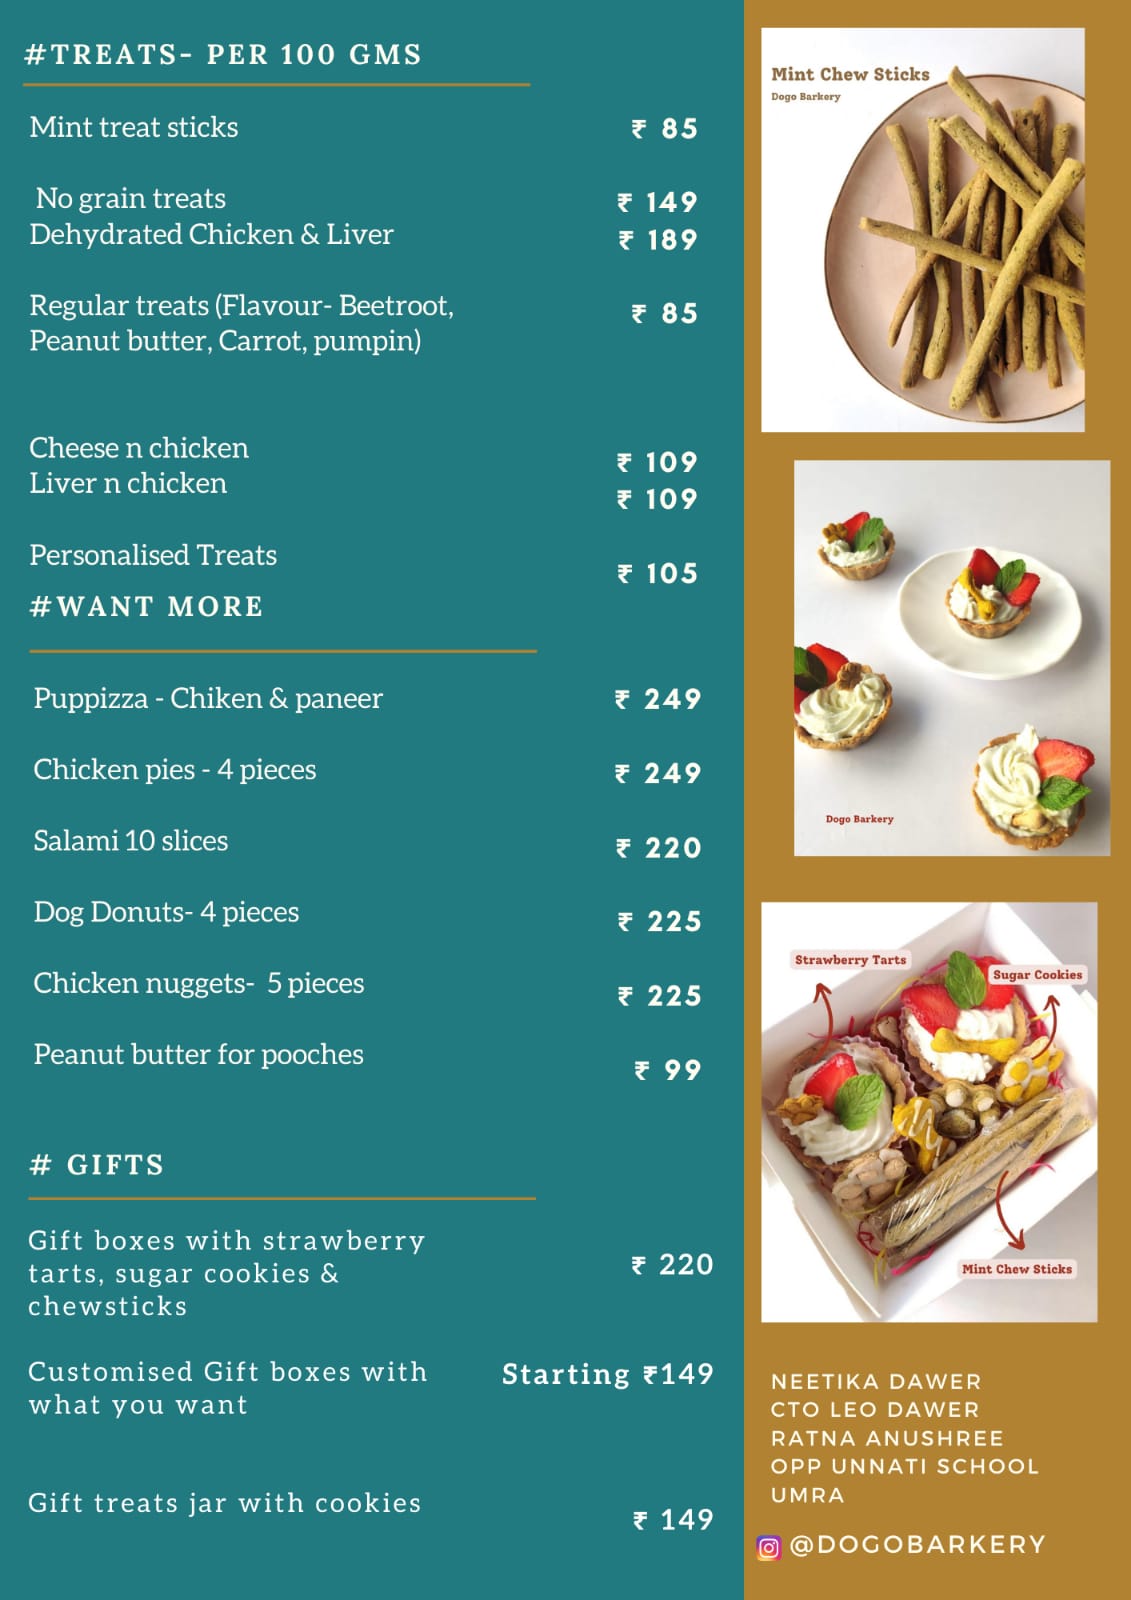 #TREATS- PER 100 GMS
Mint treat sticks ₹ 85
No grain treats ₹ 149
Dehydrated Chicken & Liver ₹ 189
Regular treats (Flavour- Beetroot, ₹ 85
Peanut butter, Carrot, pumpin)
Cheese n chicken ₹ 109
Liver n chicken ₹ 109
Personalised Treats ₹ 105
#WANT MORE
Puppizza - Chiken & paneer ₹ 249
Chicken pies - 4 pieces ₹ 249
Salami 10 slices ₹ 220
Dog Donuts- 4 pieces ₹ 225
Chicken nuggets- 5 pieces ₹ 225
Peanut butter for pooches ₹ 99
# GIFTS
Gift boxes with strawberry
tarts, sugar cookies & ₹ 220
chewsticks
Customised Gift boxes with Starting ₹149
what you want
Gift treats jar with cookies ₹ 149
Mint Chew Sticks
Dogo Barkery
Dogo Barkery
Strawberry Tarts
Sugar Cookies
Mint Chew Sticks
NEETIKA DAWER
CTO LEO DAWER
RATNA ANUSHREE
OPP UNNATI SCHOOL
UMRA
@DOGOBARKERY